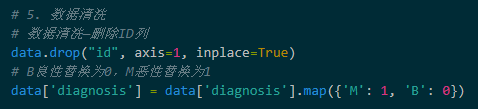 # 5. 数据清洗
# 数据清洗—删除ID列
data.drop("id", axis=1, inplace=True)
# B良性替换为0，M恶性替换为1
data['diagnosis'] = data['diagnosis'].map({'M': 1, 'B': 0})